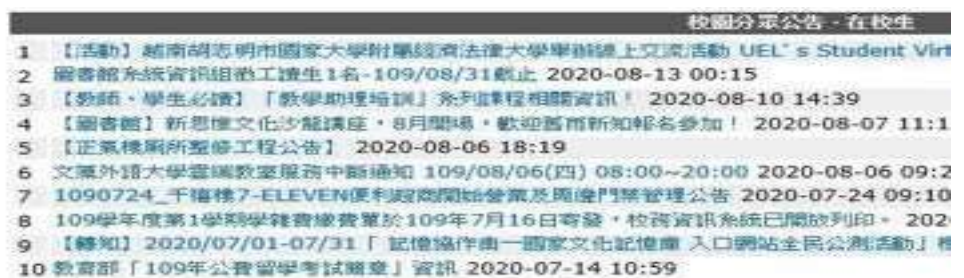 校園分眾公告 - 在校生
1 【活動】越南胡志明市國家大學附屬經濟法律大學舉辦線上交流活動 UEL's Student Virt
2 圖書館系統資訊組徵工讀生1名-109/08/31截止 2020-08-13 00:15
3 【教師、學生必讀】「教學助理培訓」系列課程相關資訊！ 2020-08-10 14:39
4 【圖書館】新思惟文化沙龍講座，8月開場，歡迎舊雨新知報名參加！ 2020-08-07 11:1
5 【正氣樓廁所整修工程公告】 2020-08-06 18:19
6 文藻外語大學雲端教室服務中斷通知 109/08/06(四) 08:00~20:00 2020-08-06 09:2
7 1090724_千禧樓7-ELEVEN便利超商開始營業及周邊門禁管理公告 2020-07-24 09:10
8 109學年度第1學期學雜費繳費單於109年7月16日寄發，校務資訊系統已開放列印。 202
9 【轉知】2020/07/01-07/31「 記憶協作曲—國家文化記憶庫 入口網站全民公測活動」
10 教育部「109年公費留學考試簡章」資訊 2020-07-14 10:59